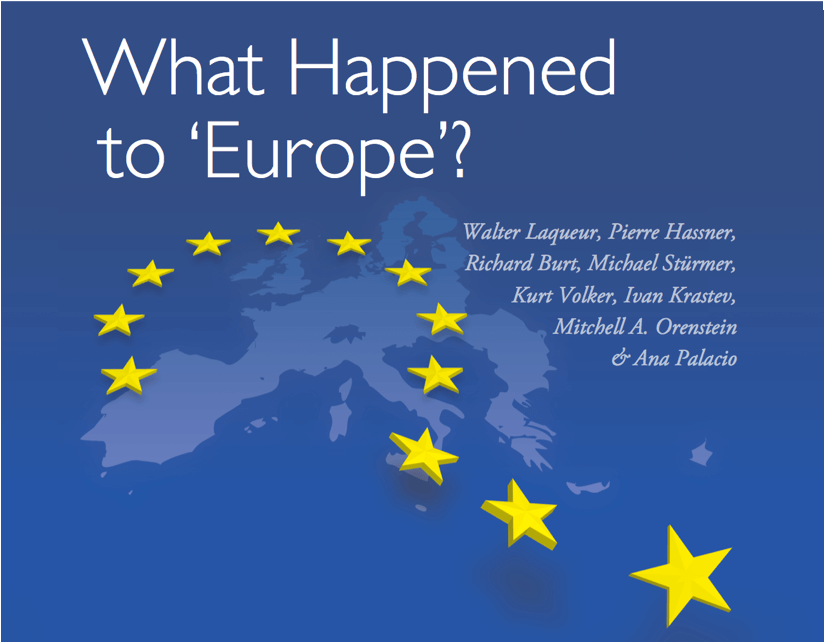 What Happened
to ‘Europe’?
Walter Laqueur, Pierre Hassner,
Richard Burt, Michael Stürmer,
Kurt Volker, Ivan Krastev,
Mitchell A. Orenstein
& Ana Palacio